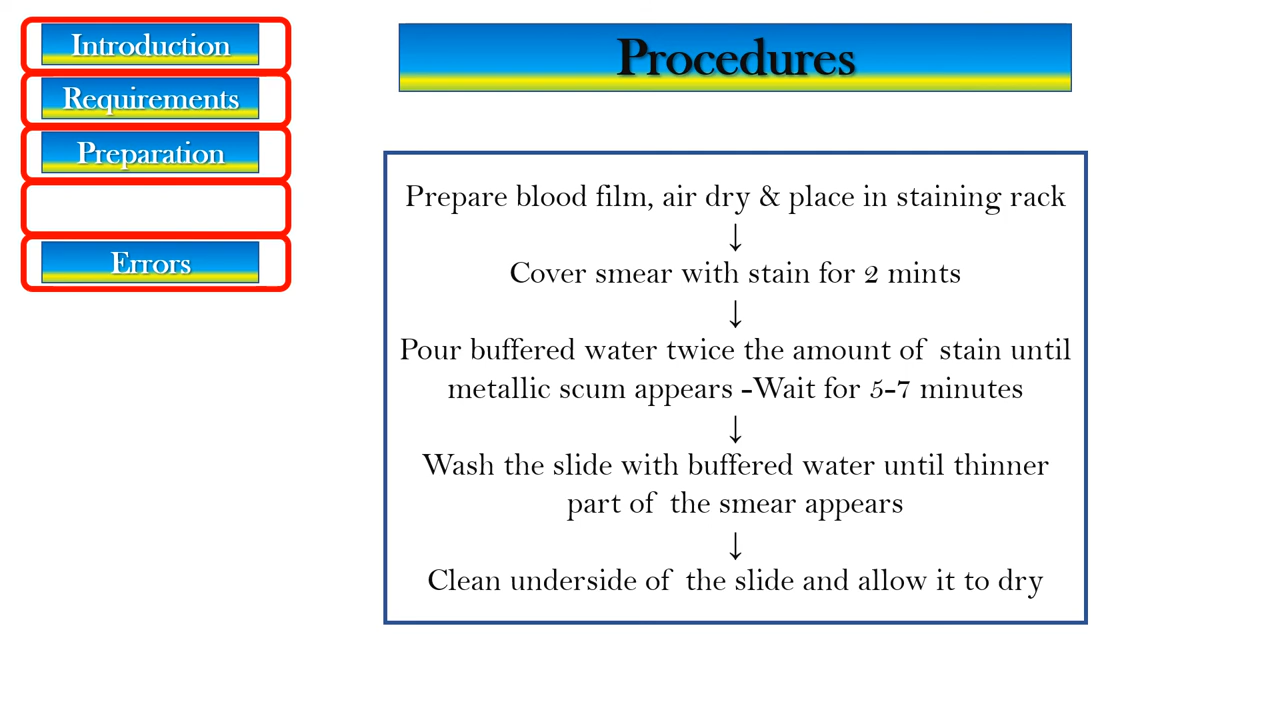 Introduction
Requirements
Preparation
Errors
Procedures
Prepare blood film, air dry & place in staining rack
↓
Cover smear with stain for 2 mints
↓
Pour buffered water twice the amount of stain until
metallic scum appears -Wait for 5-7 minutes
↓
Wash the slide with buffered water until thinner
part of the smear appears
↓
Clean underside of the slide and allow it to dry